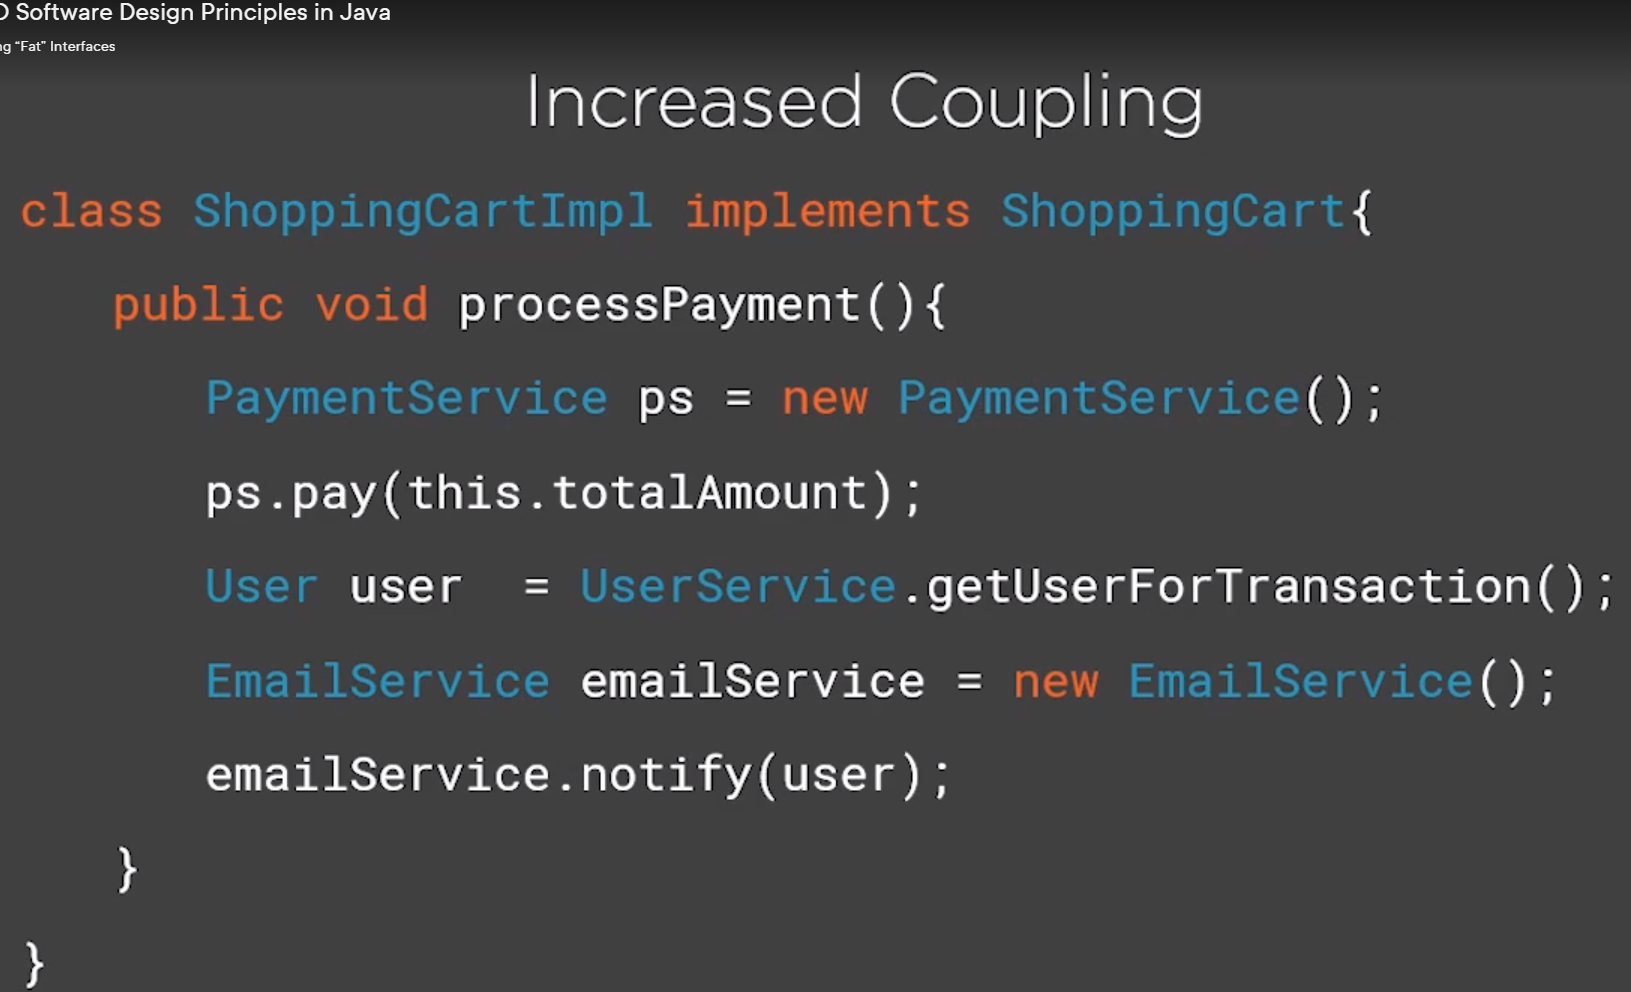 Software Design Principles in Java
"Fat" Interfaces
Increased Coupling
class ShoppingCartImpl implements ShoppingCart{
public void processPayment(){
PaymentService ps = new PaymentService();
ps.pay(this.totalAmount);
User user  = UserService.getUserForTransaction();
EmailService emailService = new EmailService();
emailService.notify(user);
}
}